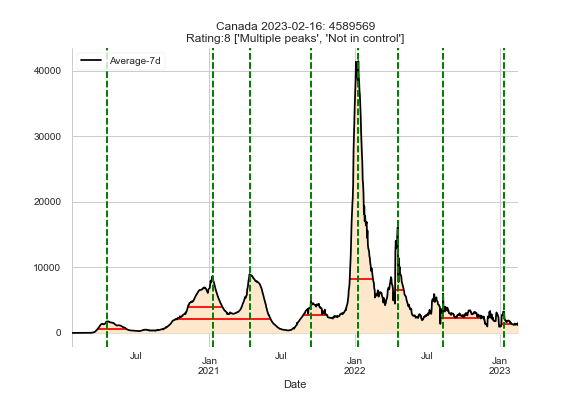 Canada 2023-02-16: 4589569
Rating:8 ['Multiple peaks', 'Not in control']
Average-7d
40000
30000
20000
10000
0
Jul
Jan
2021
Jul
Jan
2022
Jul
Jan
2023
Date